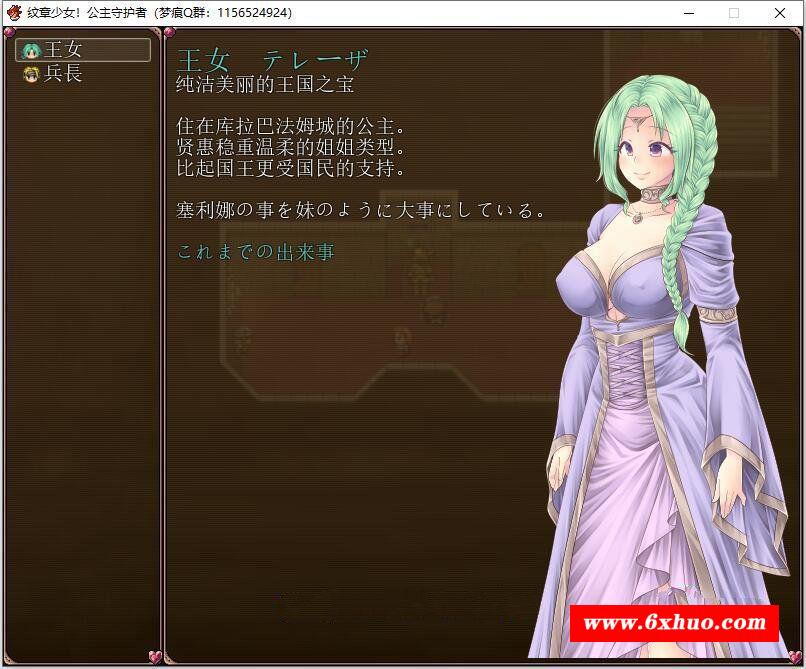 纹章少女！公主守护者（梦痕Q群：1156524924）
王女
兵長
王女　テレーザ
纯洁美丽的王国之宝
住在库拉巴法姆城的公主。
贤惠稳重温柔的姐姐类型。
比起国王更受国民的支持。
塞利娜の事を妹のように大事にしている。
これまでの出来事
www.6xhuo.com